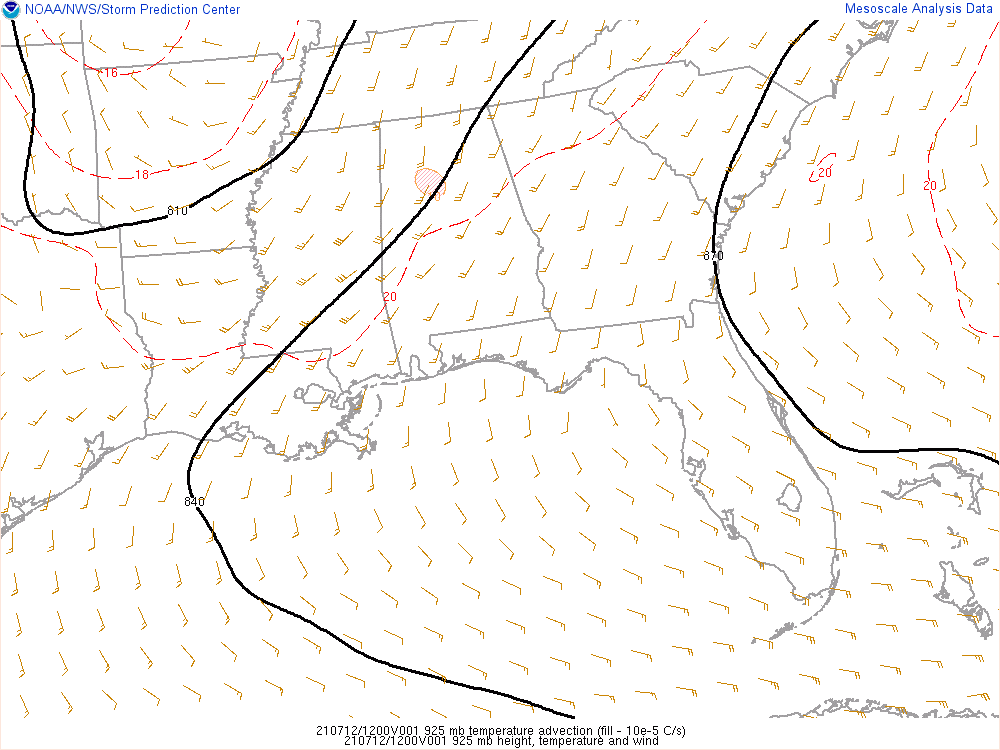 NOAA/NWS/Storm Prediction Center
Mesoscale Analysis Data
16
18
20
20
810
20
870
20
840
210712/1200V001 925 mb temperature advection (fill - 10e-5 C/s)
210712/1200V001 925 mb height, temperature and wind